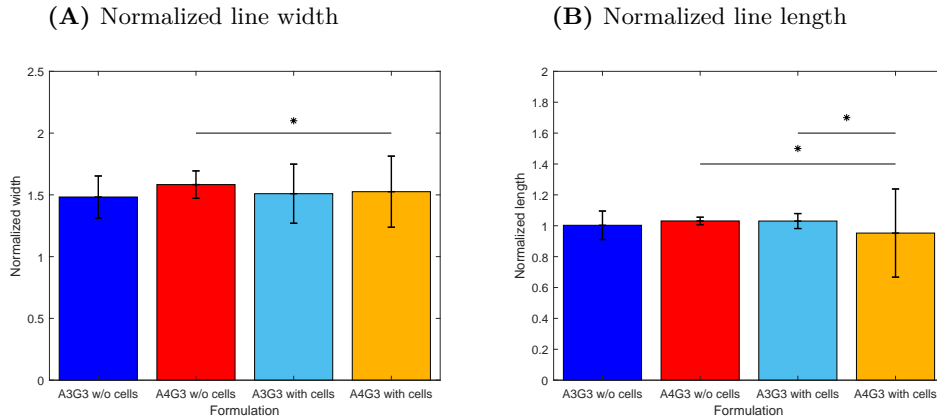 (A) Normalized line width
(B) Normalized line length
2.5
2
1.5
1
0.5
0
Normalized width
*
A3G3 w/o cells A4G3 w/o cells A3G3 with cells A4G3 with cells
Formulation
2
1.8
1.6
1.4
1.2
1
0.8
0.6
0.4
0.2
0
Normalized length
*
*
A3G3 w/o cells A4G3 w/o cells A3G3 with cells A4G3 with cells
Formulation